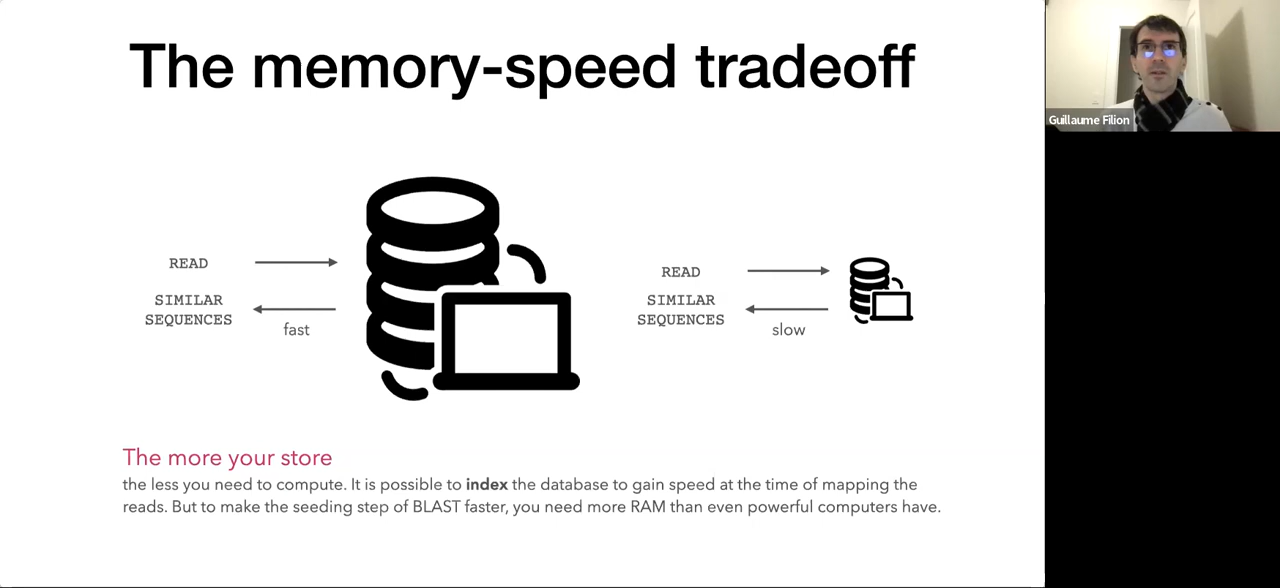 The memory-speed tradeoff
Guillaume Filion
READ
SIMILAR
SEQUENCES
fast
READ
SIMILAR
SEQUENCES
slow
The more your store
the less you need to compute. It is possible to index the database to gain speed at the time of mapping the
reads. But to make the seeding step of BLAST faster, you need more RAM than even powerful computers have.